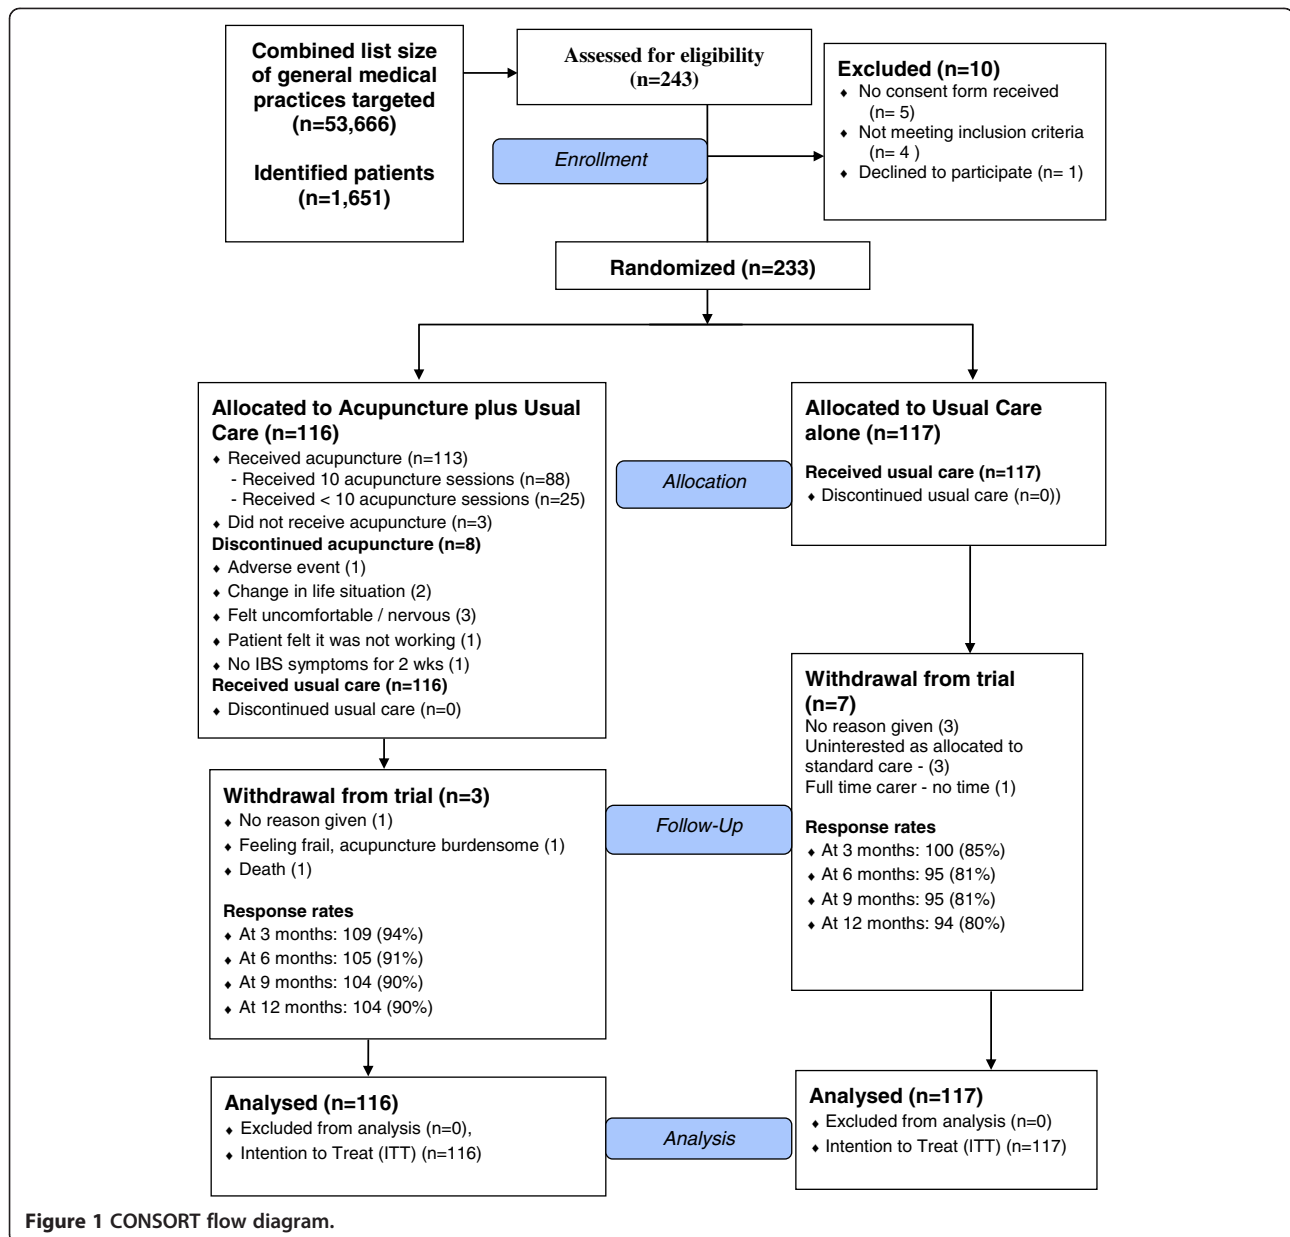 Combined list size
of general medical
practices targeted
(n=53,666)
Identified patients
(n=1,651)
Assessed for eligibility
(n=243)
Excluded (n=10)
♦ No consent form received
(n= 5)
♦ Not meeting inclusion criteria
(n= 4 )
♦ Declined to participate (n= 1)
Enrollment
Randomized (n=233)
Allocated to Acupuncture plus Usual
Care (n=116)
♦ Received acupuncture (n=113)
- Received 10 acupuncture sessions (n=88)
- Received < 10 acupuncture sessions (n=25)
♦ Did not receive acupuncture (n=3)
Discontinued acupuncture (n=8)
♦ Adverse event (1)
♦ Change in life situation (2)
♦ Felt uncomfortable / nervous (3)
♦ Patient felt it was not working (1)
♦ No IBS symptoms for 2 wks (1)
Received usual care (n=116)
♦ Discontinued usual care (n=0)
Allocation
Allocated to Usual Care
alone (n=117)
Received usual care (n=117)
♦ Discontinued usual care (n=0))
Withdrawal from trial (n=3)
♦ No reason given (1)
♦ Feeling frail, acupuncture burdensome (1)
♦ Death (1)
Response rates
♦ At 3 months: 109 (94%)
♦ At 6 months: 105 (91%)
♦ At 9 months: 104 (90%)
♦ At 12 months: 104 (90%)
Follow-Up
Withdrawal from trial
(n=7)
No reason given (3)
Uninterested as allocated to
standard care - (3)
Full time carer - no time (1)
Response rates
♦ At 3 months: 100 (85%)
♦ At 6 months: 95 (81%)
♦ At 9 months: 95 (81%)
♦ At 12 months: 94 (80%)
Analysed (n=116)
♦ Excluded from analysis (n=0),
♦ Intention to Treat (ITT) (n=116)
Analysis
Analysed (n=117)
♦ Excluded from analysis (n=0)
♦ Intention to Treat (ITT) (n=117)
Figure 1 CONSORT flow diagram.